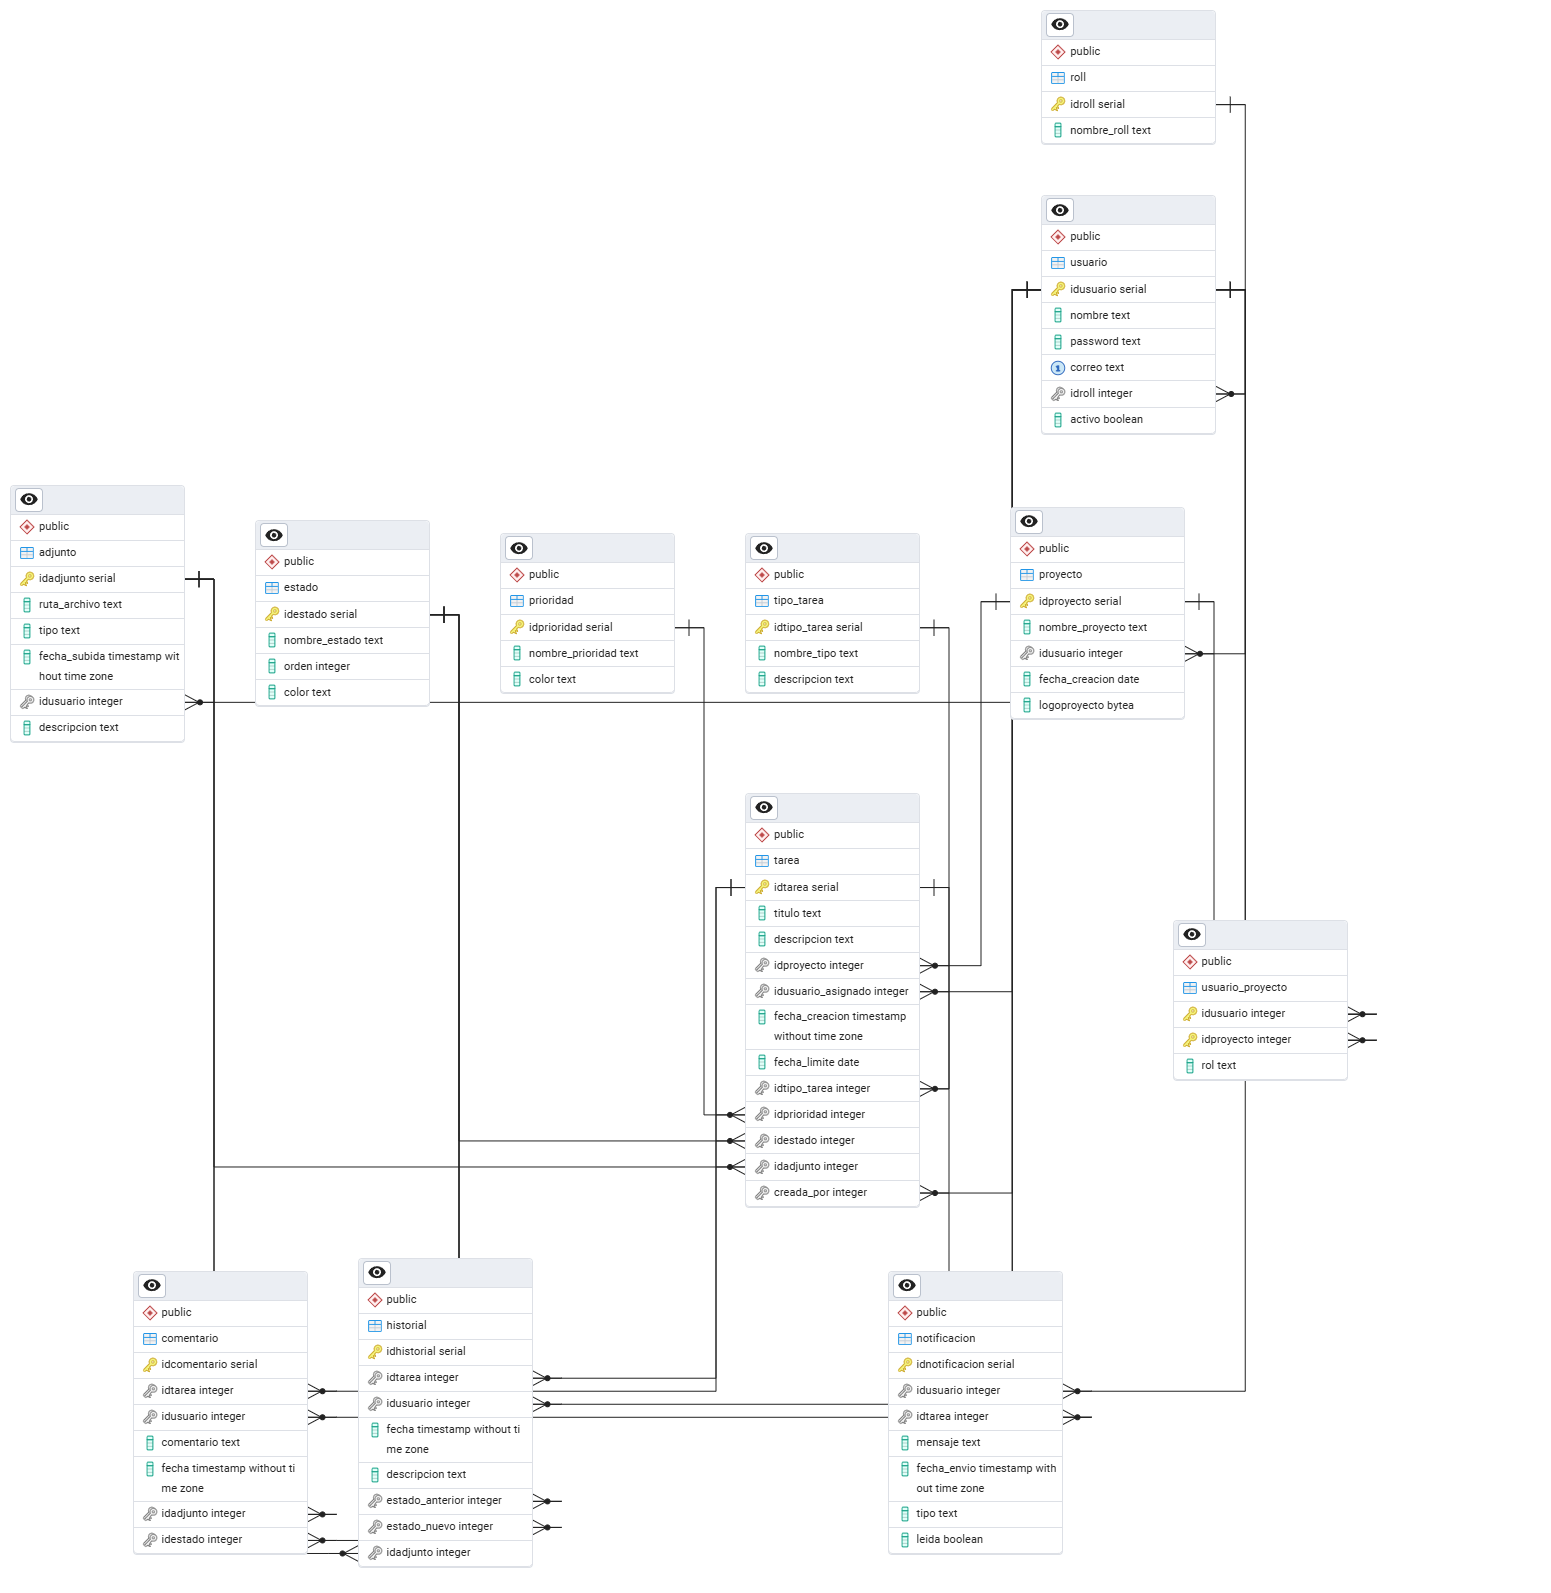 public
roll
idroll serial
nombre_roll text
public
usuario
idusuario serial
nombre text
password text
1
correo text
idroll integer
activo boolean
public
adjunto
idadjunto serial
ruta_archivo text
tipo text
fecha_subida timestamp wit
hout time zone
idusuario integer
descripcion text
public
estado
idestado serial
nombre_estado text
orden integer
color text
public
prioridad
idprioridad serial
nombre_prioridad text
color text
public
tipo_tarea
idtipo_tarea serial
nombre_tipo text
descripcion text
public
proyecto
idproyecto serial
nombre_proyecto text
idusuario integer
fecha_creacion date
logoproyecto bytea
public
tarea
idtarea serial
titulo text
descripcion text
idproyecto integer
idusuario_asignado integer
fecha_creacion timestamp
without time zone
fecha_limite date
idtipo_tarea integer
idprioridad integer
idestado integer
idadjunto integer
creada_por integer
public
usuario_proyecto
idusuario integer
idproyecto integer
rol text
public
comentario
idcomentario serial
idtarea integer
idusuario integer
comentario text
fecha timestamp without ti
me zone
idadjunto integer
idestado integer
public
historial
idhistorial serial
idtarea integer
idusuario integer
fecha timestamp without ti
me zone
descripcion text
estado_anterior integer
estado_nuevo integer
idadjunto integer
public
notificacion
idnotificacion serial
idusuario integer
idtarea integer
mensaje text
fecha_envio timestamp with
out time zone
tipo text
leida boolean